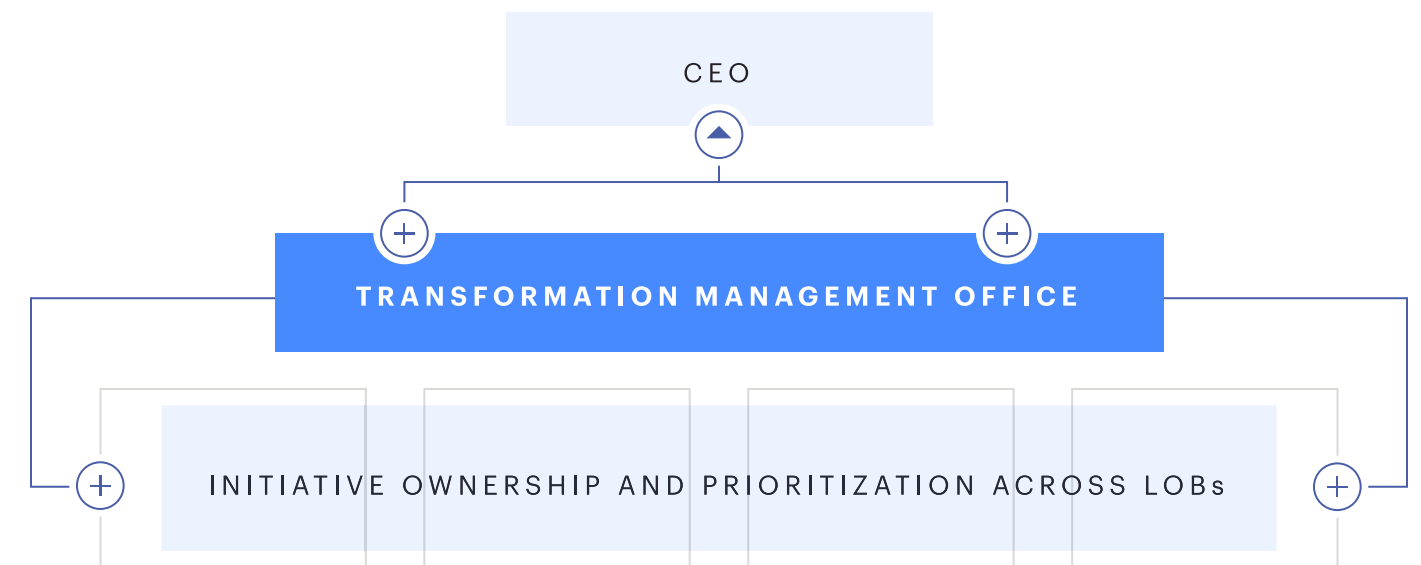 CEO
TRANSFORMATION MANAGEMENT OFFICE
INITIATIVE OWNERSHIP AND PRIORITIZATION ACROSS LOBs